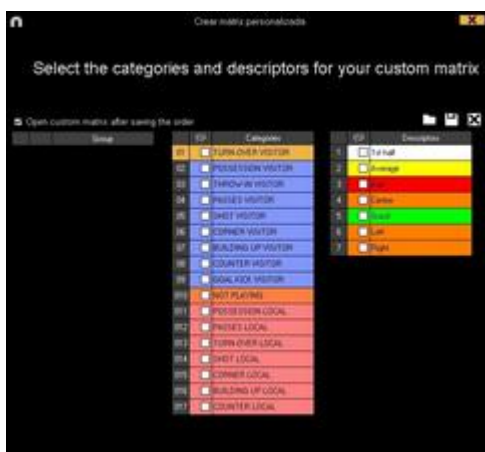 Crear matriz personalizada
Select the categories and descriptors for your custom matrix
Open custom matrix after saving the order
Group
Categories
Descriptors
01 TURN OVER VISITOR
02 POSSESSION VISITOR
03 THROW-IN VISITOR
04 PASSES VISITOR
05 SHOT VISITOR
06 CORNER VISITOR
07 BUILDING UP VISITOR
08 COUNTER VISITOR
09 GOAL KICK VISITOR
010 NOT PLAYING
011 POSSESSION LOCAL
012 PASSES LOCAL
013 TURN OVER LOCAL
014 SHOT LOCAL
015 CORNER LOCAL
016 BUILDING UP LOCAL
017 COUNTER LOCAL
1 1st half
2 Average
3
4 Center
5 Good
6 Left
7 Right